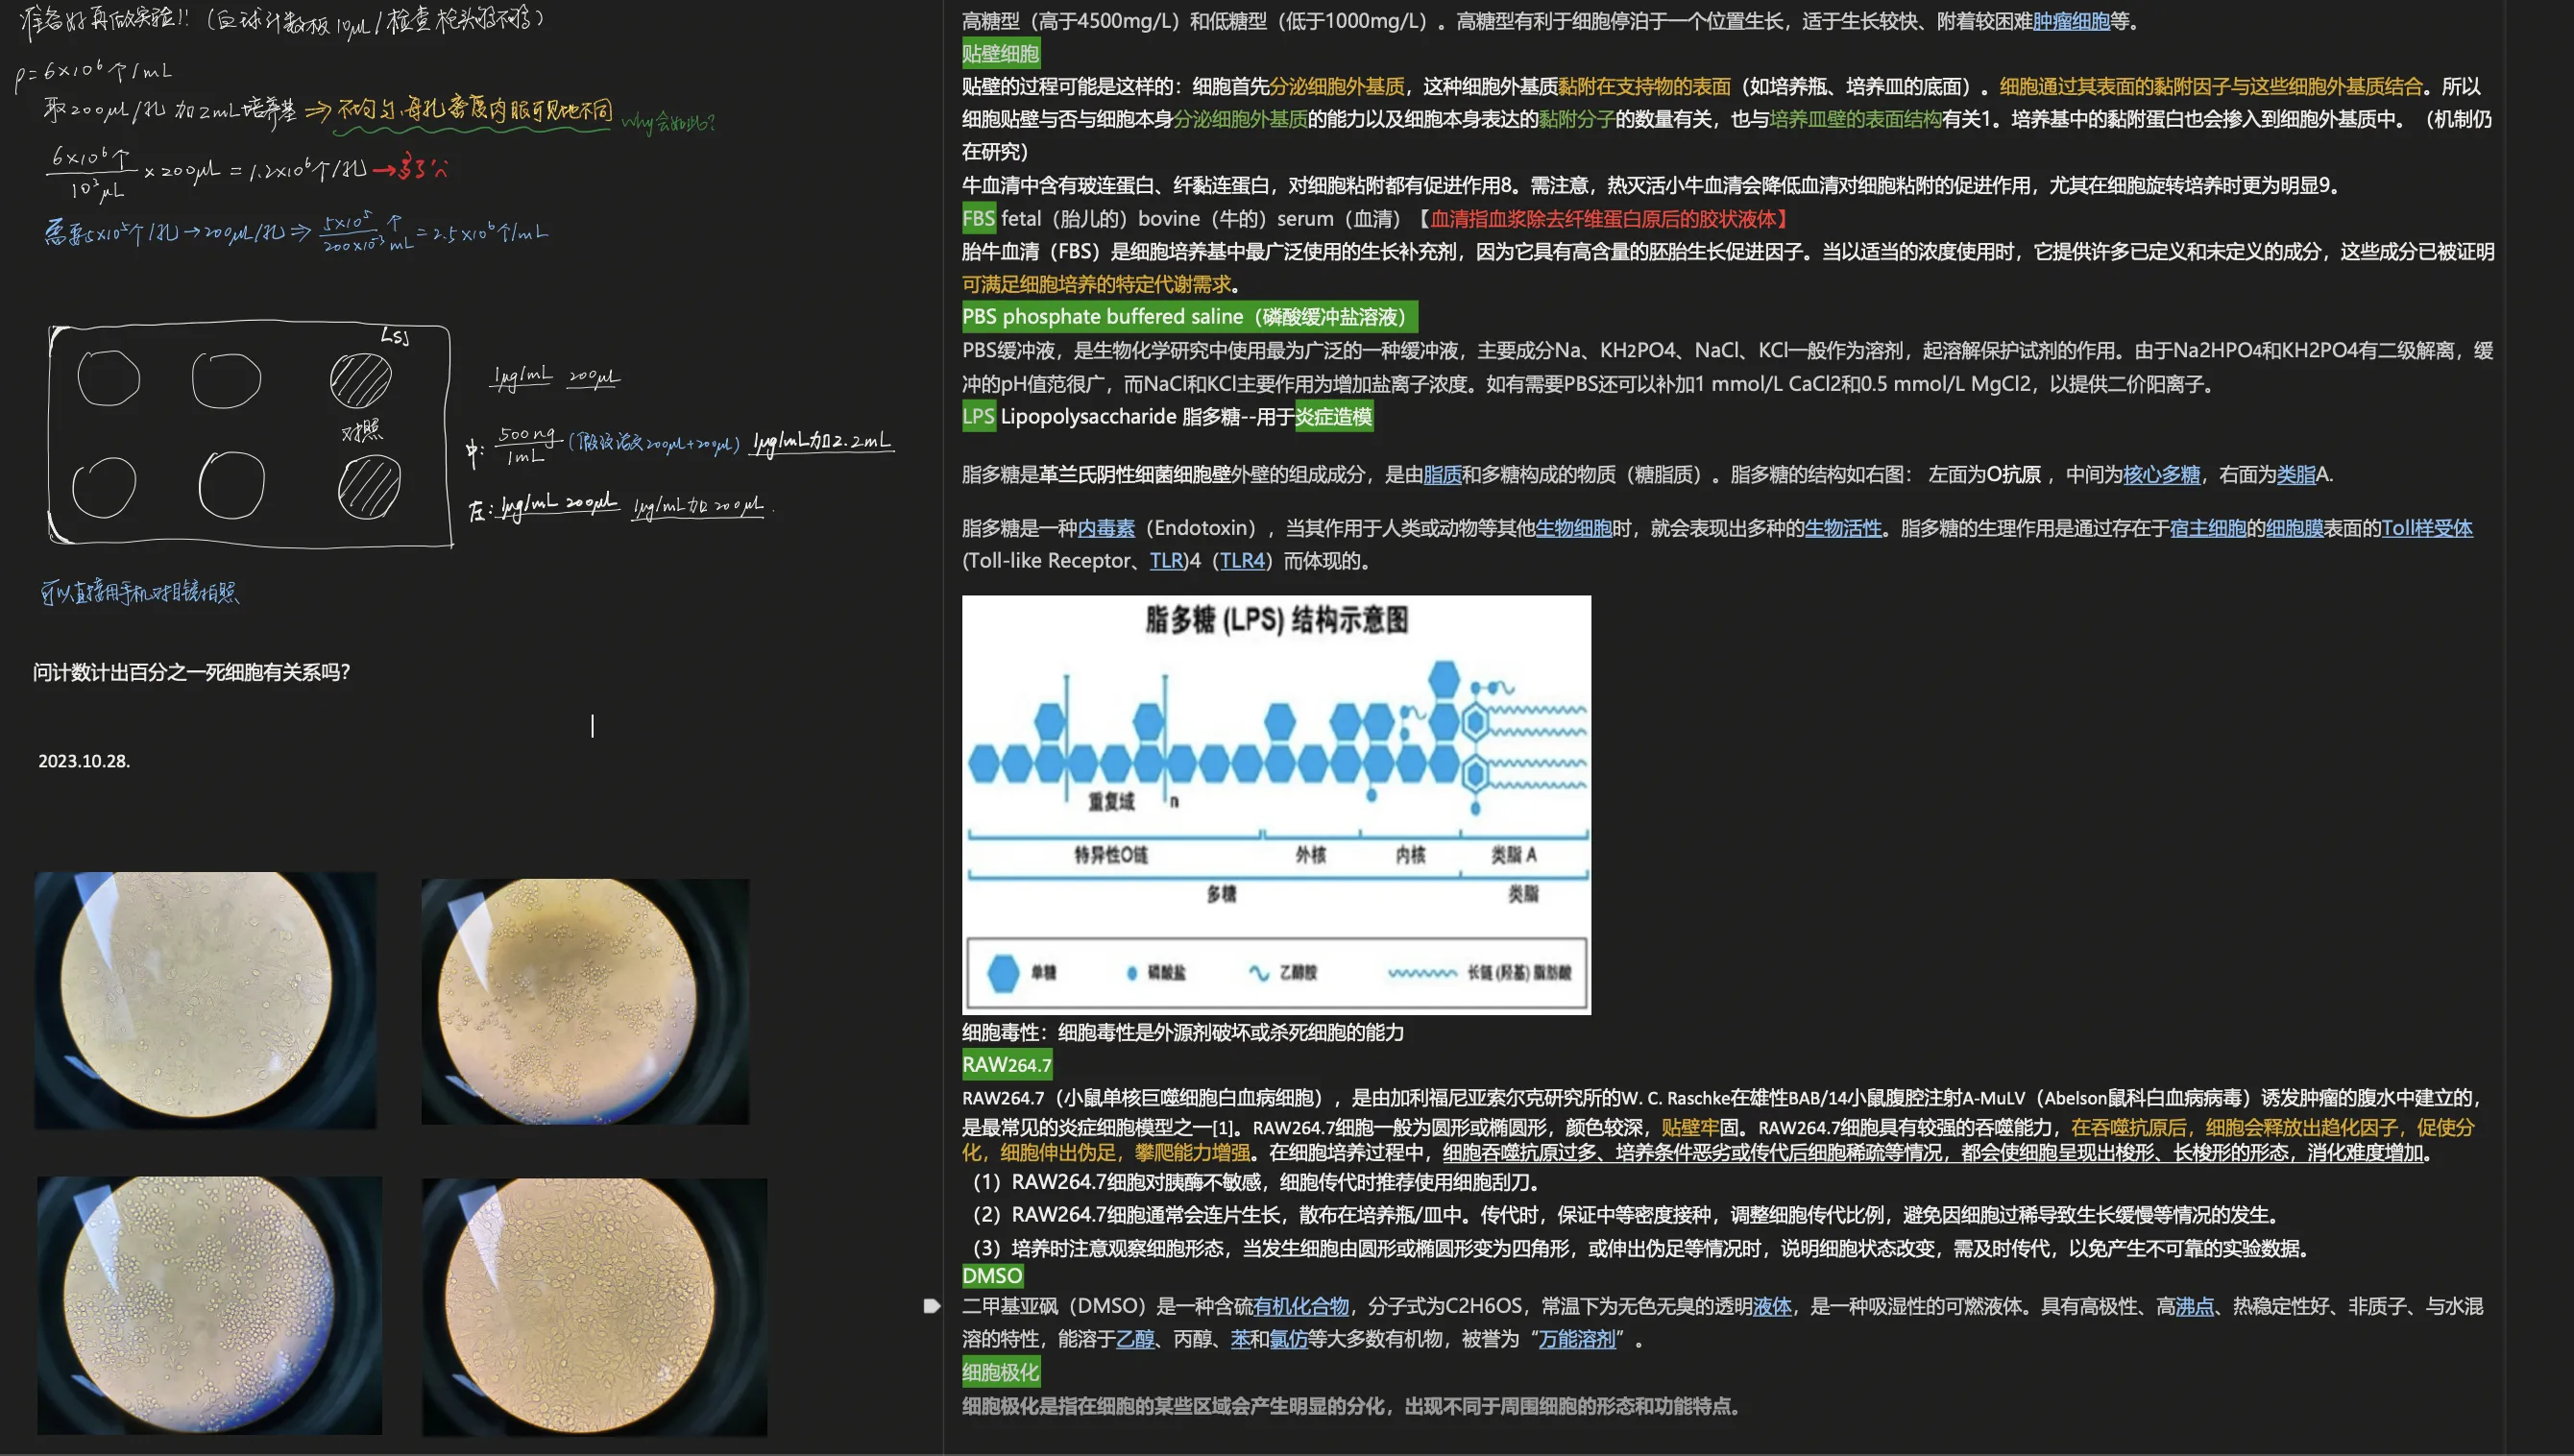 准备好再做实验!!（血球计数板10μL/检查枪头够不够）
ρ=6×10⁶个/mL
取200μL/孔 加2mL培养基 ⇒ 不均匀,每孔密度肉眼可见地不同 why会如此?
6×10⁶个/10³μL × 200μL = 1.2×10⁶个/孔 → 多了
需要5×10⁵个/孔→200μL/孔 ⇒ 5×10⁵个/200×10⁻³mL = 2.5×10⁶个/mL
LSJ
对照
1μg/mL 200μL
中: 500ng/1mL (假设论文200μL+200μL) 1μg/mL加2.2mL
左: 1μg/mL 200μL 1μg/mL加200μL.
可以直接用手机对目镜拍照
问计数计出百分之一死细胞有关系吗？
2023.10.28.
高糖型（高于4500mg/L）和低糖型（低于1000mg/L）。高糖型有利于细胞停泊于一个位置生长，适于生长较快、附着较困难肿瘤细胞等。
贴壁细胞
贴壁的过程可能是这样的：细胞首先分泌细胞外基质，这种细胞外基质黏附在支持物的表面（如培养瓶、培养皿的底面）。细胞通过其表面的黏附因子与这些细胞外基质结合。所以
细胞贴壁与否与细胞本身分泌细胞外基质的能力以及细胞本身表达的黏附分子的数量有关，也与培养皿壁的表面结构有关1。培养基中的黏附蛋白也会掺入到细胞外基质中。（机制仍
在研究）
牛血清中含有玻连蛋白、纤黏连蛋白，对细胞粘附都有促进作用8。需注意，热灭活小牛血清会降低血清对细胞粘附的促进作用，尤其在细胞旋转培养时更为明显9。
FBS fetal（胎儿的）bovine（牛的）serum（血清）【血清指血浆除去纤维蛋白原后的胶状液体】
胎牛血清（FBS）是细胞培养基中最广泛使用的生长补充剂，因为它具有高含量的胚胎生长促进因子。当以适当的浓度使用时，它提供许多已定义和未定义的成分，这些成分已被证明
可满足细胞培养的特定代谢需求。
PBS phosphate buffered saline（磷酸缓冲盐溶液）
PBS缓冲液，是生物化学研究中使用最为广泛的一种缓冲液，主要成分Na、KH2PO4、NaCl、KCl一般作为溶剂，起溶解保护试剂的作用。由于Na2HPO4和KH2PO4有二级解离，缓
冲的pH值范很广，而NaCl和KCl主要作用为增加盐离子浓度。如有需要PBS还可以补加1 mmol/L CaCl2和0.5 mmol/L MgCl2，以提供二价阳离子。
LPS Lipopolysaccharide 脂多糖--用于炎症造模
脂多糖是革兰氏阴性细菌细胞壁外壁的组成成分，是由脂质和多糖构成的物质（糖脂质）。脂多糖的结构如右图： 左面为O抗原 ，中间为核心多糖，右面为类脂A.
脂多糖是一种内毒素（Endotoxin），当其作用于人类或动物等其他生物细胞时，就会表现出多种的生物活性。脂多糖的生理作用是通过存在于宿主细胞的细胞膜表面的Toll样受体
(Toll-like Receptor、TLR)4（TLR4）而体现的。
脂多糖 (LPS) 结构示意图
重复域 n
特异性O链 外核 内核 类脂 A
多糖 类脂
单糖 磷酸盐 乙醇胺 长链 (羟基) 脂肪酸
细胞毒性：细胞毒性是外源剂破坏或杀死细胞的能力
RAW264.7
RAW264.7（小鼠单核巨噬细胞白血病细胞），是由加利福尼亚索尔克研究所的W. C. Raschke在雄性BAB/14小鼠腹腔注射A-MuLV（Abelson鼠科白血病病毒）诱发肿瘤的腹水中建立的，
是最常见的炎症细胞模型之一[1]。RAW264.7细胞一般为圆形或椭圆形，颜色较深，贴壁牢固。RAW264.7细胞具有较强的吞噬能力，在吞噬抗原后，细胞会释放出趋化因子，促使分
化，细胞伸出伪足，攀爬能力增强。在细胞培养过程中，细胞吞噬抗原过多、培养条件恶劣或传代后细胞稀疏等情况，都会使细胞呈现出梭形、长梭形的形态，消化难度增加。
（1）RAW264.7细胞对胰酶不敏感，细胞传代时推荐使用细胞刮刀。
（2）RAW264.7细胞通常会连片生长，散布在培养瓶/皿中。传代时，保证中等密度接种，调整细胞传代比例，避免因细胞过稀导致生长缓慢等情况的发生。
（3）培养时注意观察细胞形态，当发生细胞由圆形或椭圆形变为四角形，或伸出伪足等情况时，说明细胞状态改变，需及时传代，以免产生不可靠的实验数据。
DMSO
二甲基亚砜（DMSO）是一种含硫有机化合物，分子式为C2H6OS，常温下为无色无臭的透明液体，是一种吸湿性的可燃液体。具有高极性、高沸点、热稳定性好、非质子、与水混
溶的特性，能溶于乙醇、丙醇、苯和氯仿等大多数有机物，被誉为“万能溶剂”。
细胞极化
细胞极化是指在细胞的某些区域会产生明显的分化，出现不同于周围细胞的形态和功能特点。